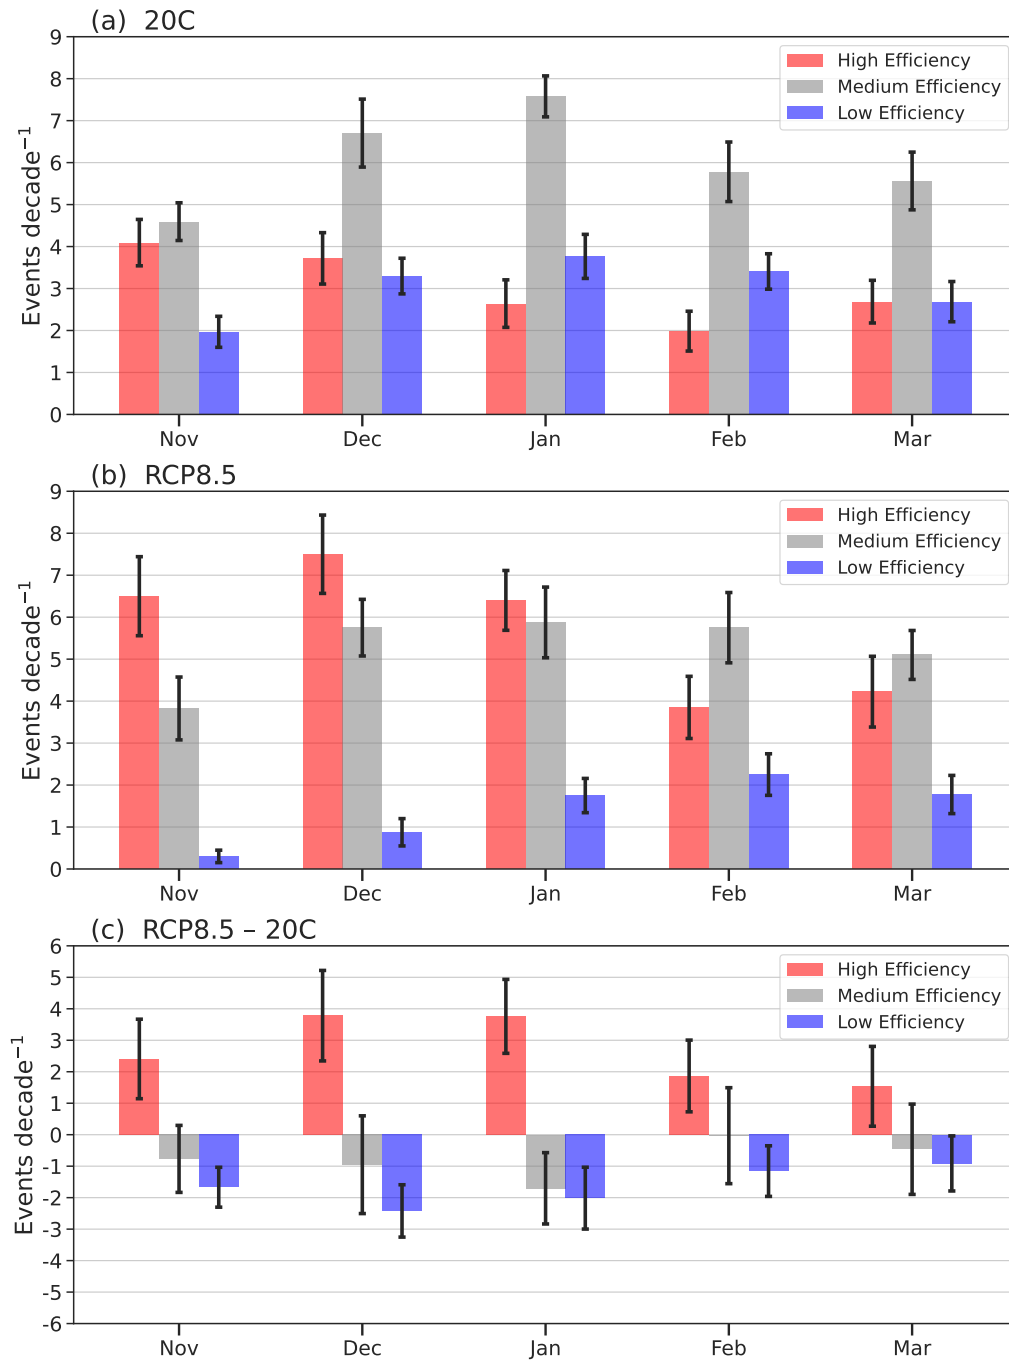 (a) 20C
9
8
7
6
5
4
3
2
1
0
Events decade⁻¹
High Efficiency
Medium Efficiency
Low Efficiency
Nov Dec Jan Feb Mar
(b) RCP8.5
9
8
7
6
5
4
3
2
1
0
Events decade⁻¹
High Efficiency
Medium Efficiency
Low Efficiency
Nov Dec Jan Feb Mar
(c) RCP8.5 – 20C
6
5
4
3
2
1
0
-1
-2
-3
-4
-5
-6
Events decade⁻¹
High Efficiency
Medium Efficiency
Low Efficiency
Nov Dec Jan Feb Mar